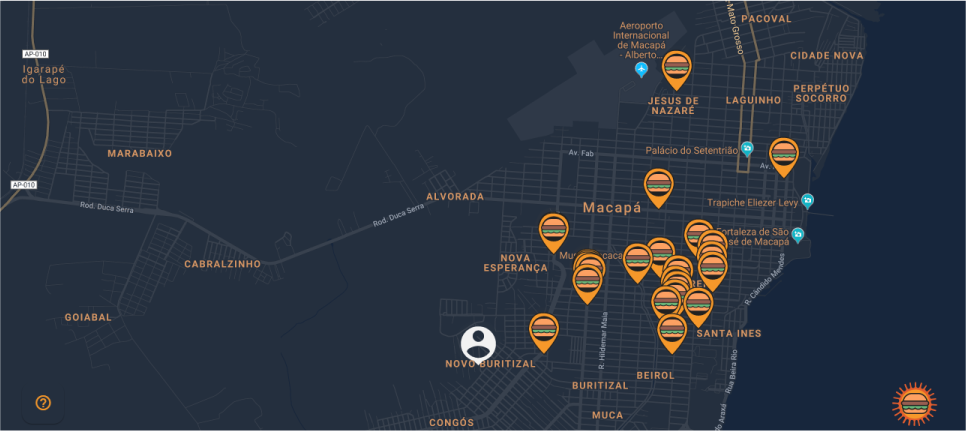 PACOVAL
Mato Grosso
Aeroporto
Internacional
de Macapá
- Alberto...
CIDADE NOVA
AP-010
Igarapé
do Lago
PERPÉTUO
SOCORRO
JESUS DE
NAZARÉ
LAGUINHO
MARABAIXO
Av. Fab
Palácio do Setentrião
Av.
AP-010
ALVORADA
Rod. Duca Serra
Rod. Duca Serra
Macapá
Trapiche Eliezer Levy
Fortaleza de São
José de Macapá
NOVA
ESPERANÇA
CABRALZINHO
R. Cândido Mendes
GOIABAL
R. Hildemar Maia
SANTA INES
NOVO BURITIZAL
Rua Beira Rio
BEIROL
BURITIZAL
?
MUCA
CONGÓS